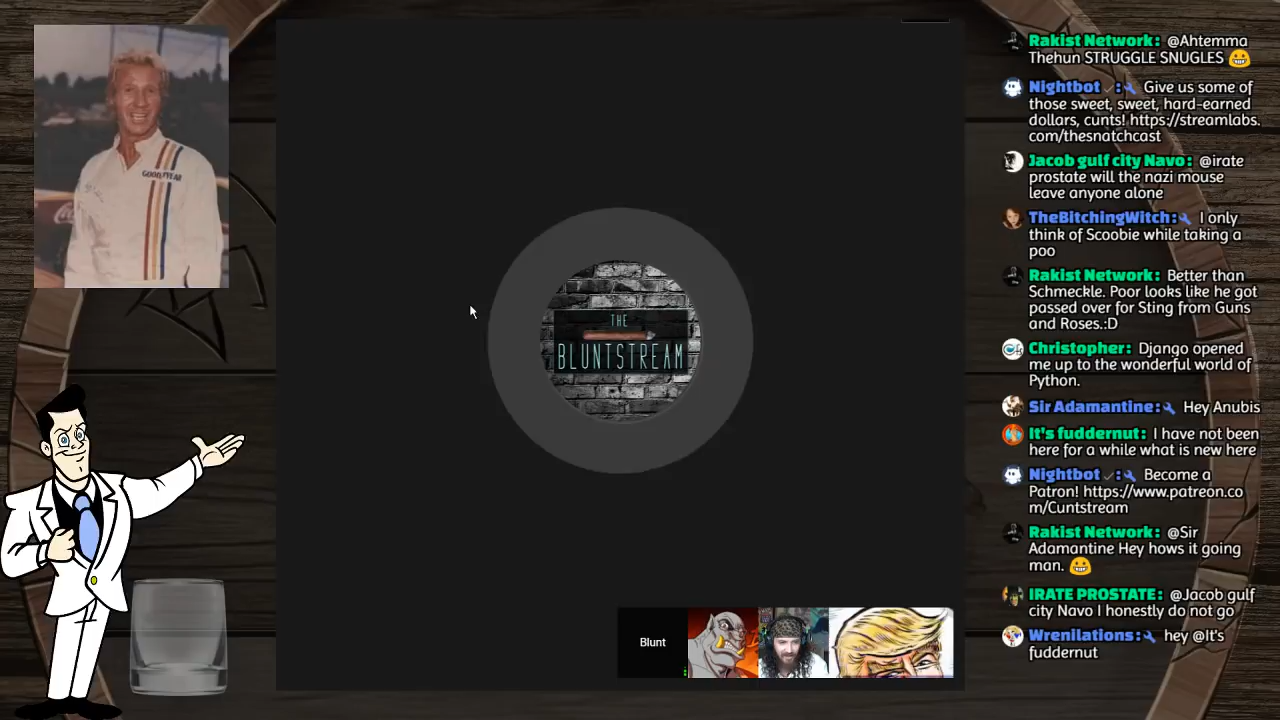 GOODYEAR
THE
BLUNTSTREAM
Blunt
Rakist Network: @Ahtemma
Thehun STRUGGLE SNUGLES
Nightbot : Give us some of
those sweet, sweet, hard-earned
dollars, cunts! https://streamlabs.
com/thesnatchcast
Jacob gulf city Navo: @irate
prostate will the nazi mouse
leave anyone alone
TheBitchingWitch: I only
think of Scoobie while taking a
poo
Rakist Network: Better than
Schmeckle. Poor looks like he got
passed over for Sting from Guns
and Roses.:D
Christopher: Django opened
me up to the wonderful world of
Python.
Sir Adamantine: Hey Anubis
It's fuddernut: I have not been
here for a while what is new here
Nightbot : Become a
Patron! https://www.patreon.co
m/Cuntstream
Rakist Network: @Sir
Adamantine Hey hows it going
man.
IRATE PROSTATE: @Jacob gulf
city Navo I honestly do not go
Wrenilations: hey @It's
fuddernut